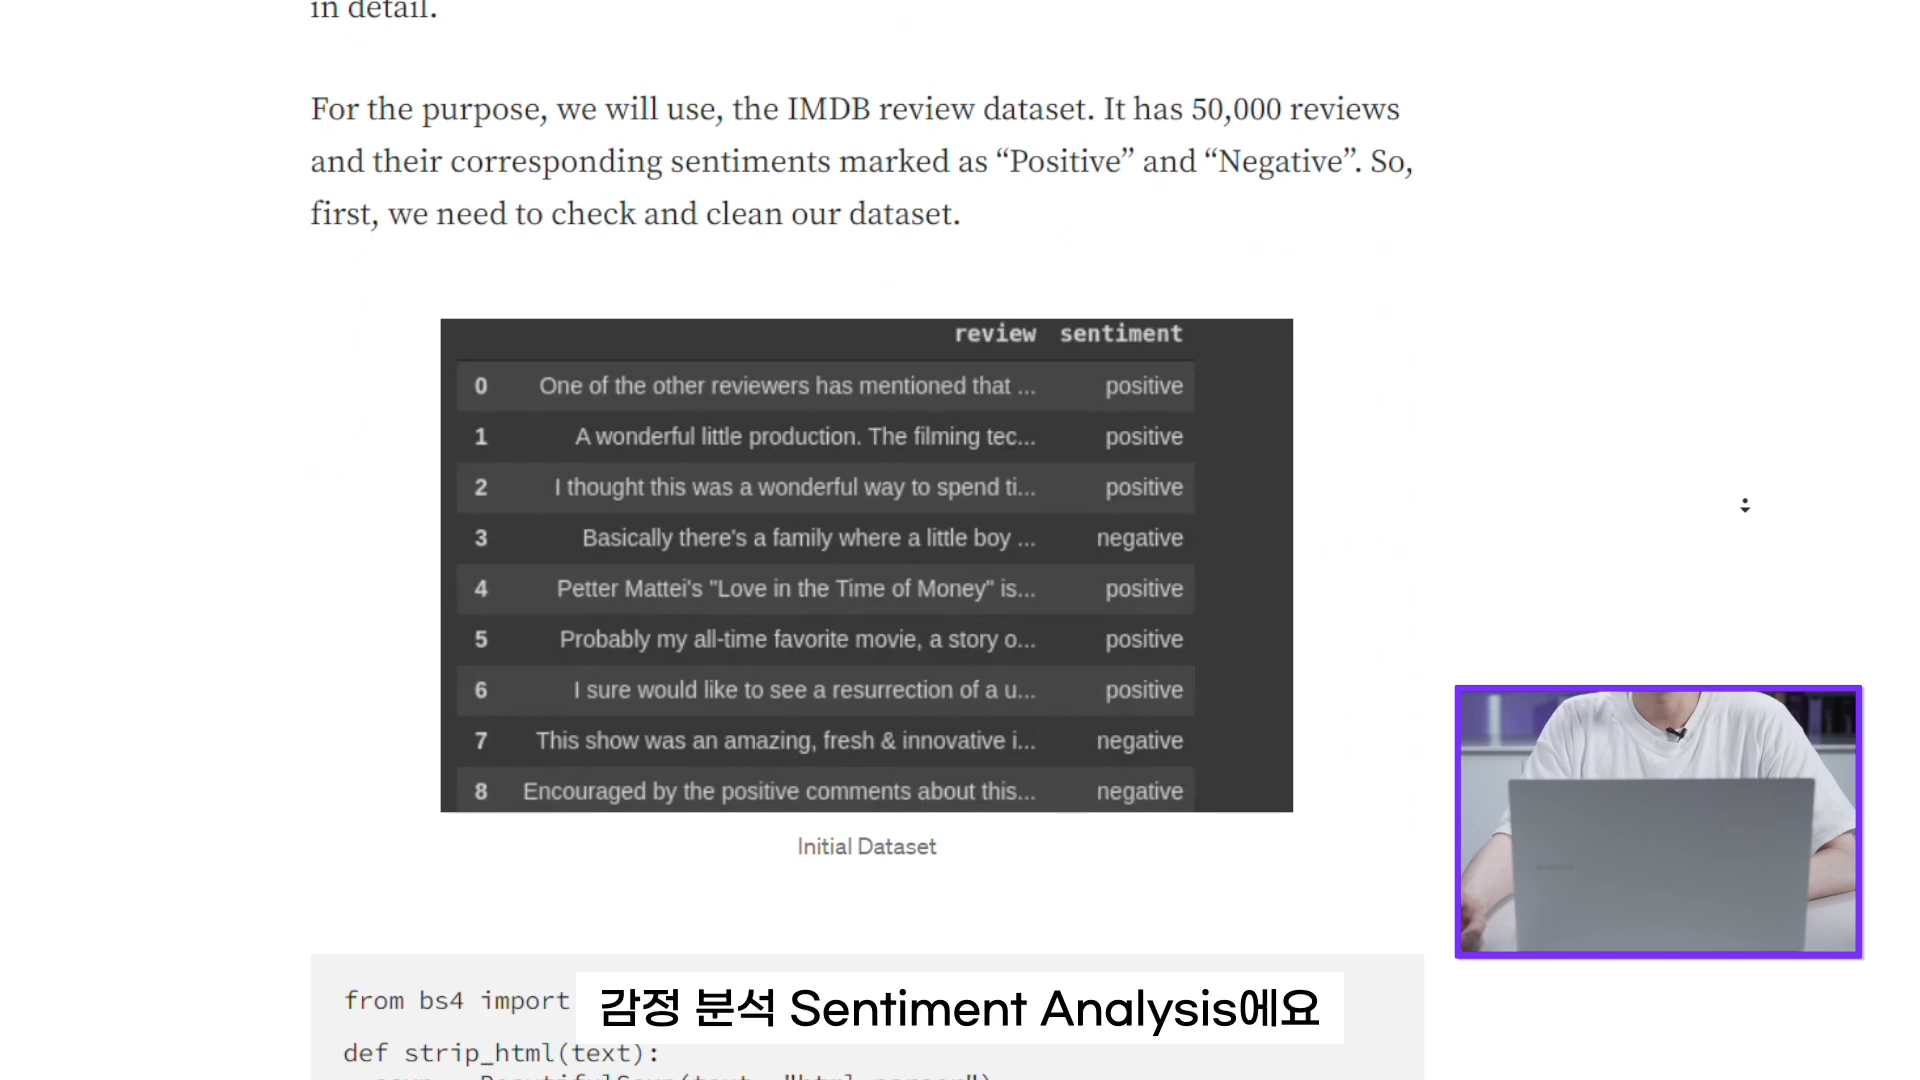 in detail.
For the purpose, we will use, the IMDB review dataset. It has 50,000 reviews
and their corresponding sentiments marked as “Positive” and “Negative”. So,
first, we need to check and clean our dataset.
review sentiment
0 One of the other reviewers has mentioned that ... positive
1 A wonderful little production. The filming tec... positive
2 I thought this was a wonderful way to spend ti... positive
3 Basically there's a family where a little boy ... negative
4 Petter Mattei's "Love in the Time of Money" is... positive
5 Probably my all-time favorite movie, a story o... positive
6 I sure would like to see a resurrection of a u... positive
7 This show was an amazing, fresh & innovative i... negative
8 Encouraged by the positive comments about this... negative
Initial Dataset
from bs4 import
감정 분석 Sentiment Analysis에요
def strip_html(text):